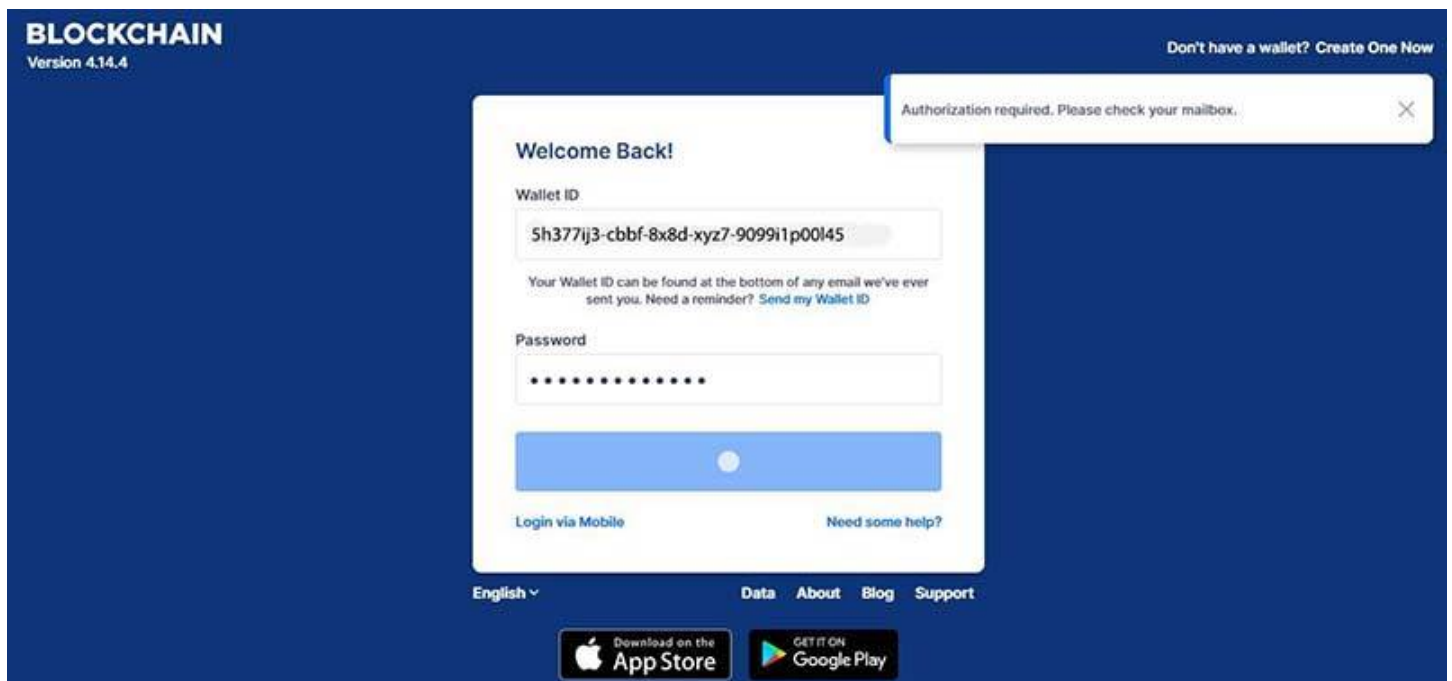 BLOCKCHAIN
Version 4.14.4
Don't have a wallet? Create One Now
Authorization required. Please check your mailbox.
Welcome Back!
Wallet ID
5h377ij3-cbbf-8x8d-xyz7-9099i1p00l45
Your Wallet ID can be found at the bottom of any email we've ever
sent you. Need a reminder? Send my Wallet ID
Password
Login via Mobile Need some help?
English Data About Blog Support
Download on the
App Store
GET IT ON
Google Play